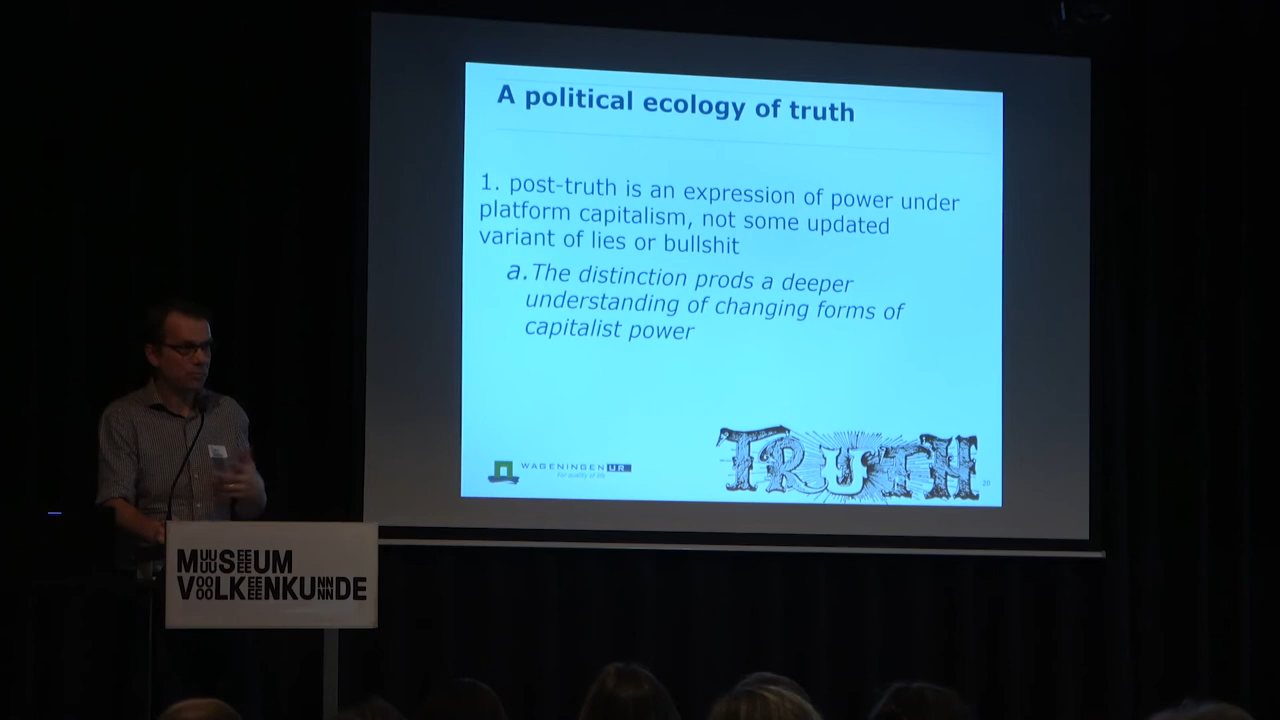 A political ecology of truth
1. post-truth is an expression of power under
platform capitalism, not some updated
variant of lies or bullshit
a. The distinction prods a deeper
understanding of changing forms of
capitalist power
WAGENINGEN UR
For quality of life
TRUTH
20
MUSEUM
VOLKENKUNDE